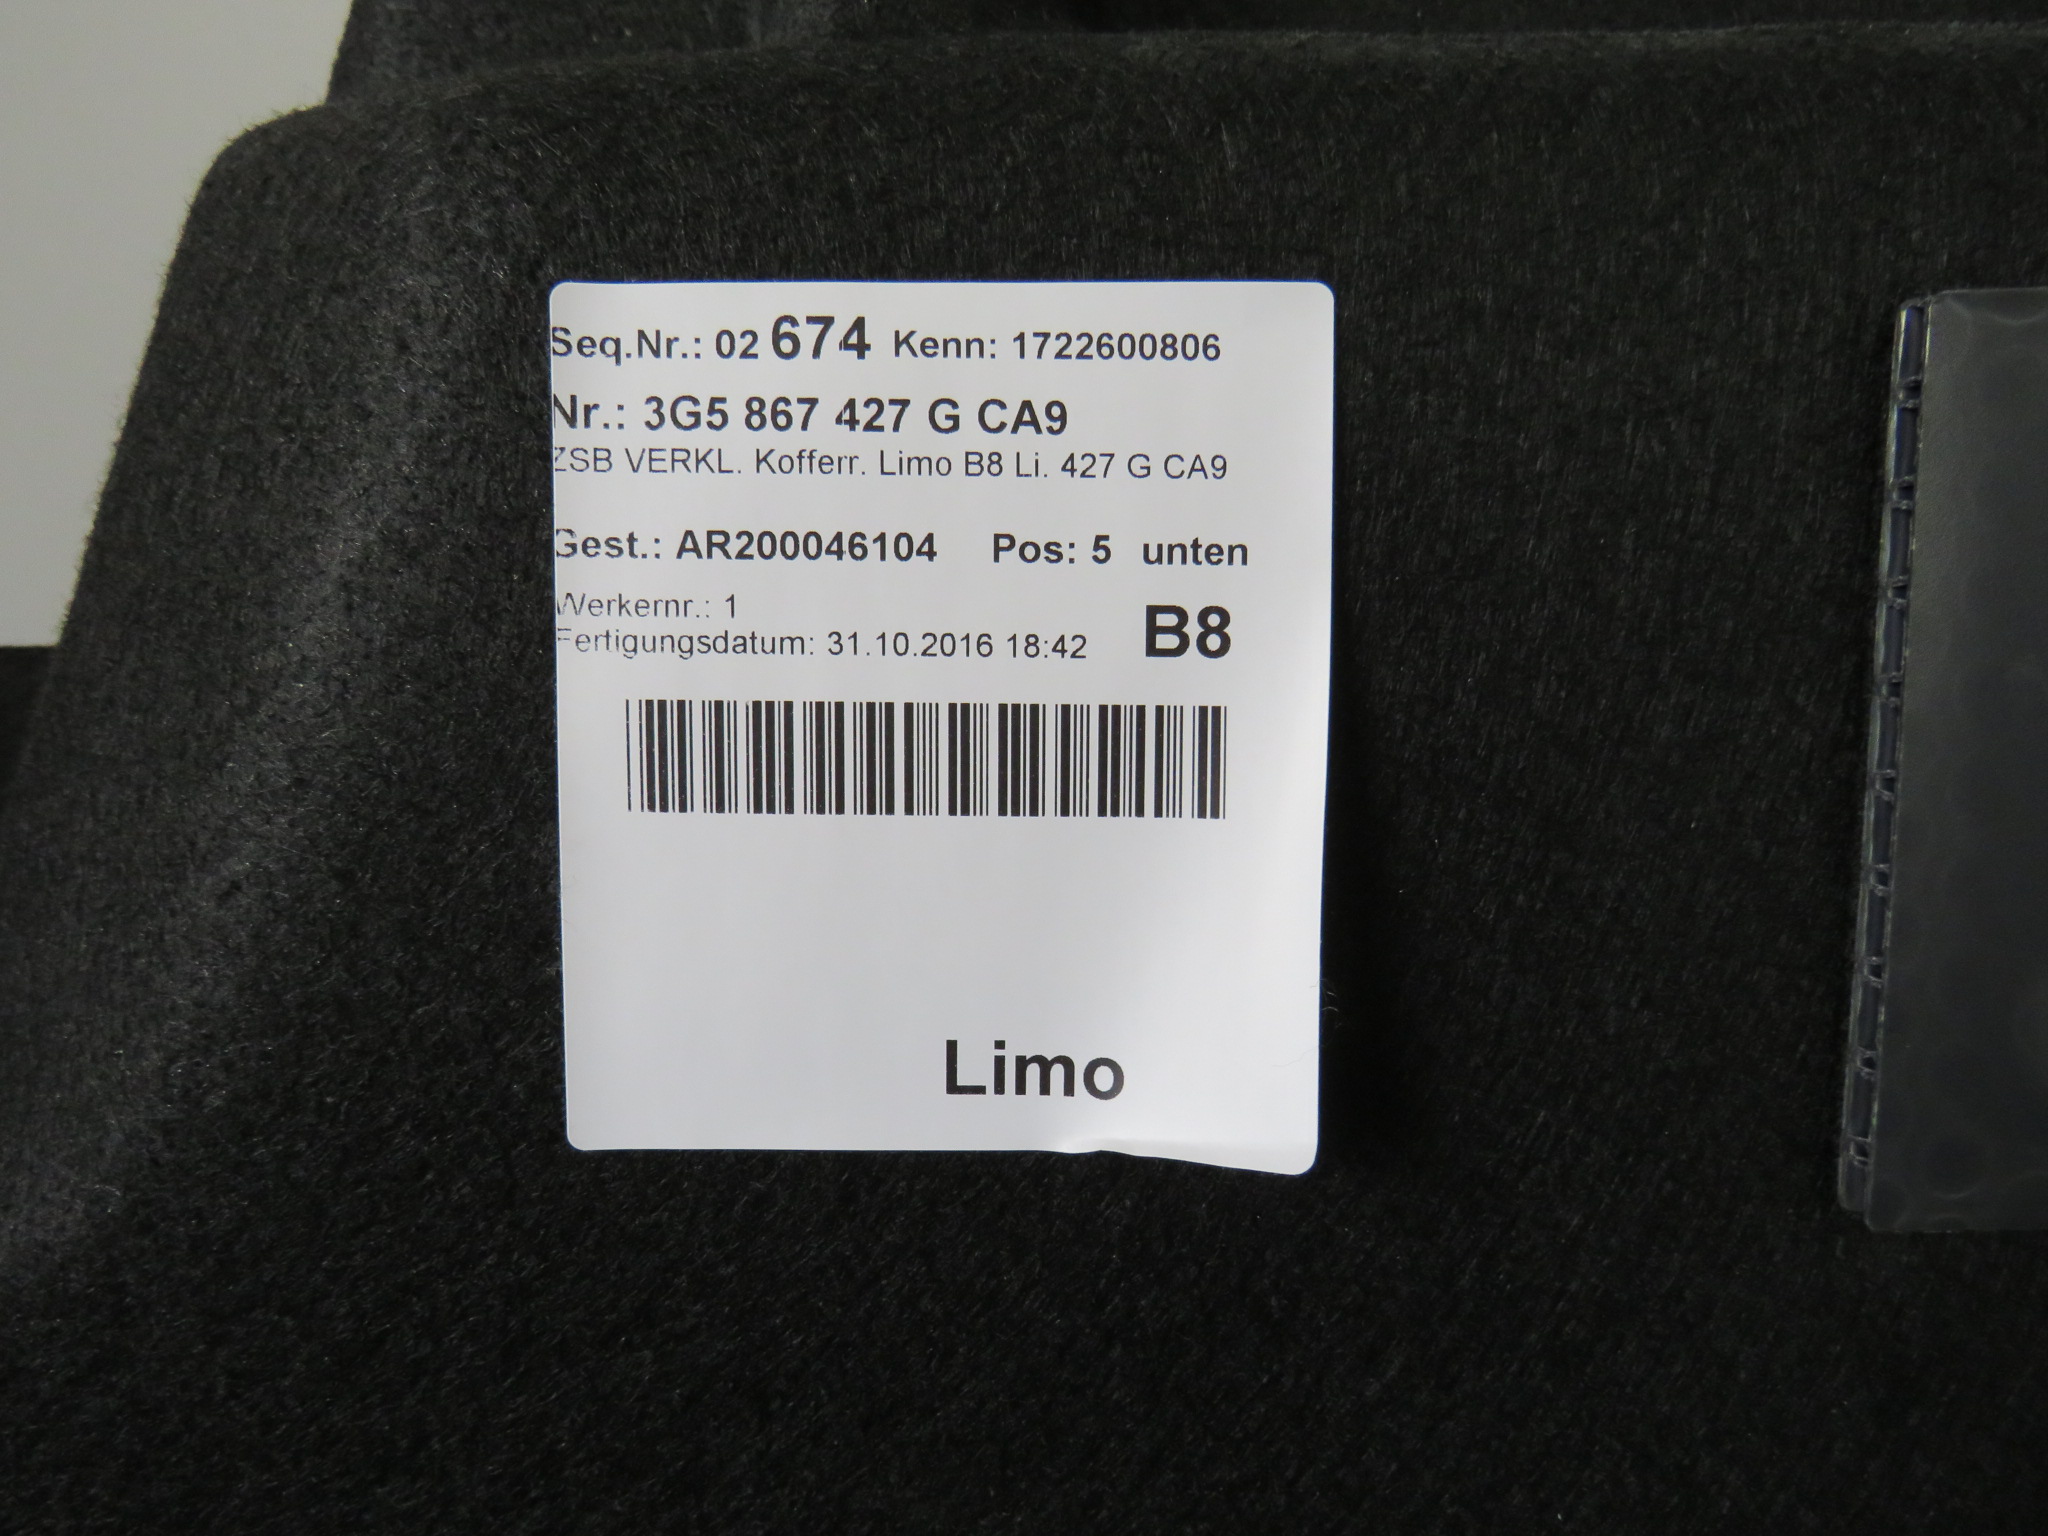 Seq.Nr.: 02 674 Kenn: 1722600806
Nr.: 3G5 867 427 G CA9
ZSB VERKL. Kofferr. Limo B8 Li. 427 G CA9
Gest.: AR200046104 Pos: 5 unten
Werkernr.: 1
Fertigungsdatum: 31.10.2016 18:42 B8
Limo